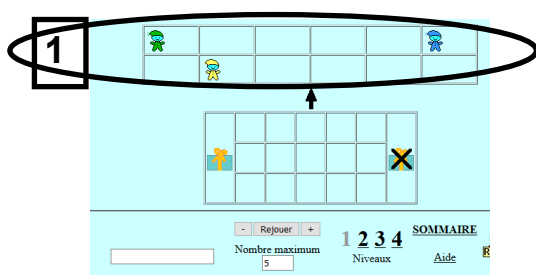 1
- Rejouer +
Nombre maximum
5
1 2 3 4
Niveaux
SOMMAIRE
Aide